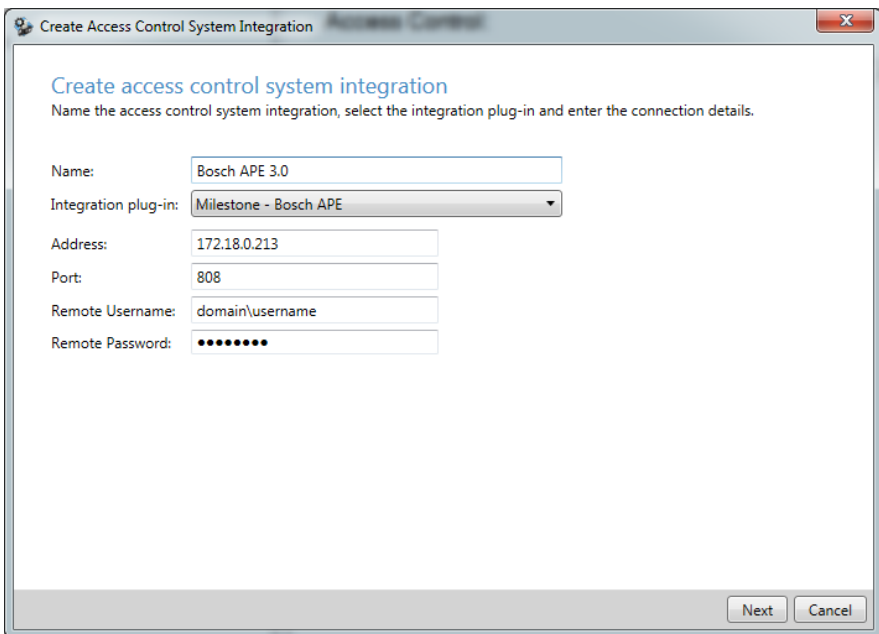 Create Access Control System Integration
Access Control:
Create access control system integration
Name the access control system integration, select the integration plug-in and enter the connection details.
Name: Bosch APE 3.0
Integration plug-in: Milestone - Bosch APE
Address: 172.18.0.213
Port: 808
Remote Username: domain\username
Remote Password: ●●●●●●●●
Next Cancel